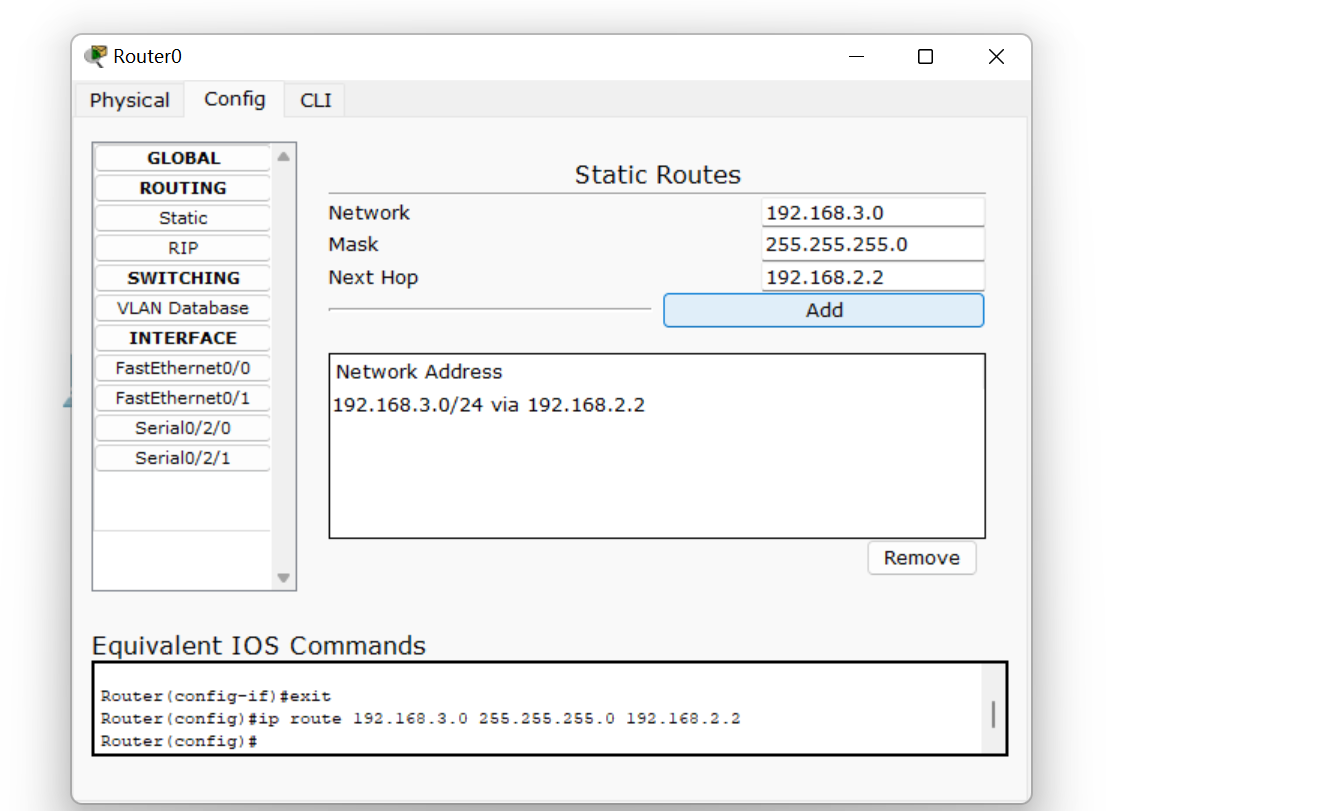 Router0
Physical Config CLI
GLOBAL
ROUTING
Static
RIP
SWITCHING
VLAN Database
INTERFACE
FastEthernet0/0
FastEthernet0/1
Serial0/2/0
Serial0/2/1
Static Routes
Network 192.168.3.0
Mask 255.255.255.0
Next Hop 192.168.2.2
Add
Network Address
192.168.3.0/24 via 192.168.2.2
Remove
Equivalent IOS Commands
Router(config-if)#exit
Router(config)#ip route 192.168.3.0 255.255.255.0 192.168.2.2
Router(config)#